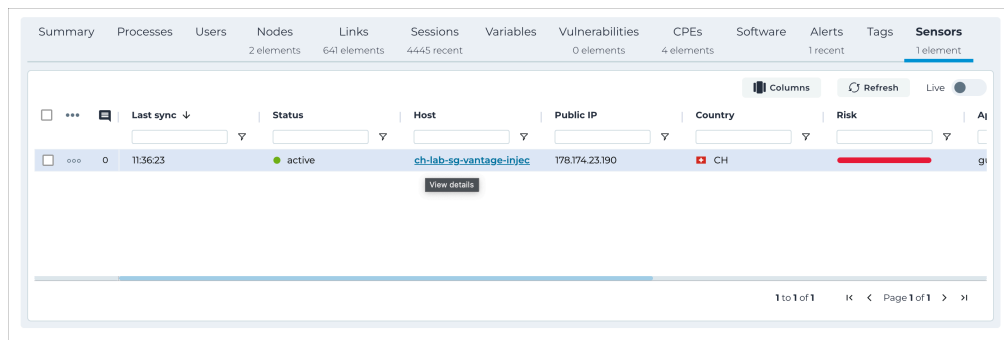 Summary Processes Users Nodes Links Sessions Variables Vulnerabilities CPEs Software Alerts Tags Sensors
2 elements 641 elements 4445 recent 0 elements 4 elements 1 recent 1 element
Columns Refresh Live
Last sync Status Host Public IP Country Risk
0 11:36:23 active ch-lab-sg-vantage-injec 178.174.23.190 CH
View details
1 to 1 of 1 Page 1 of 1